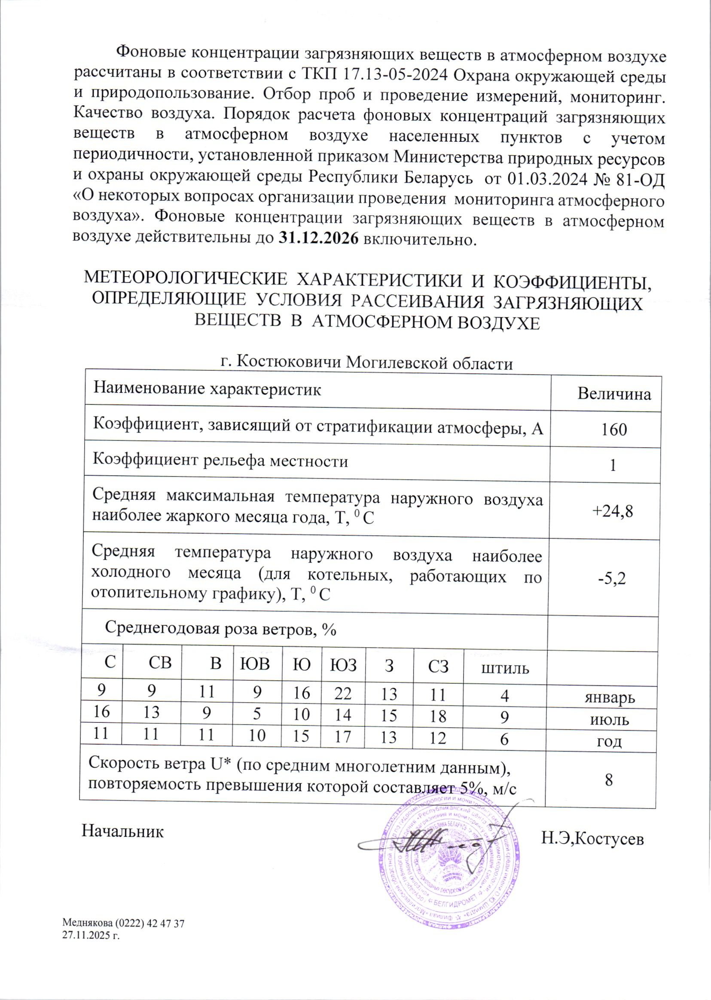 Фоновые концентрации загрязняющих веществ в атмосферном воздухе
рассчитаны в соответствии с ТКП 17.13-05-2024 Охрана окружающей среды
и природопользование. Отбор проб и проведение измерений, мониторинг.
Качество воздуха. Порядок расчета фоновых концентраций загрязняющих
веществ в атмосферном воздухе населенных пунктов с учетом
периодичности, установленной приказом Министерства природных ресурсов
и охраны окружающей среды Республики Беларусь от 01.03.2024 № 81-ОД
«О некоторых вопросах организации проведения мониторинга атмосферного
воздуха». Фоновые концентрации загрязняющих веществ в атмосферном
воздухе действительны до 31.12.2026 включительно.
МЕТЕОРОЛОГИЧЕСКИЕ ХАРАКТЕРИСТИКИ И КОЭФФИЦИЕНТЫ,
ОПРЕДЕЛЯЮЩИЕ УСЛОВИЯ РАССЕИВАНИЯ ЗАГРЯЗНЯЮЩИХ
ВЕЩЕСТВ В АТМОСФЕРНОМ ВОЗДУХЕ
г. Костюковичи Могилевской области
Наименование характеристик Величина
Коэффициент, зависящий от стратификации атмосферы, А 160
Коэффициент рельефа местности 1
Средняя максимальная температура наружного воздуха
наиболее жаркого месяца года, Т, ⁰ С +24,8
Средняя температура наружного воздуха наиболее
холодного месяца (для котельных, работающих по -5,2
отопительному графику), Т, ⁰ С
Среднегодовая роза ветров, %
С СВ В ЮВ Ю ЮЗ З СЗ штиль
9 9 11 9 16 22 13 11 4 январь
16 13 9 5 10 14 15 18 9 июль
11 11 11 10 15 17 13 12 6 год
Скорость ветра U* (по средним многолетним данным),
повторяемость превышения которой составляет 5%, м/с 8
Начальник Н.Э,Костусев
БЕЛГИДРОМЕТ
Меднякова (0222) 42 47 37
27.11.2025 г.